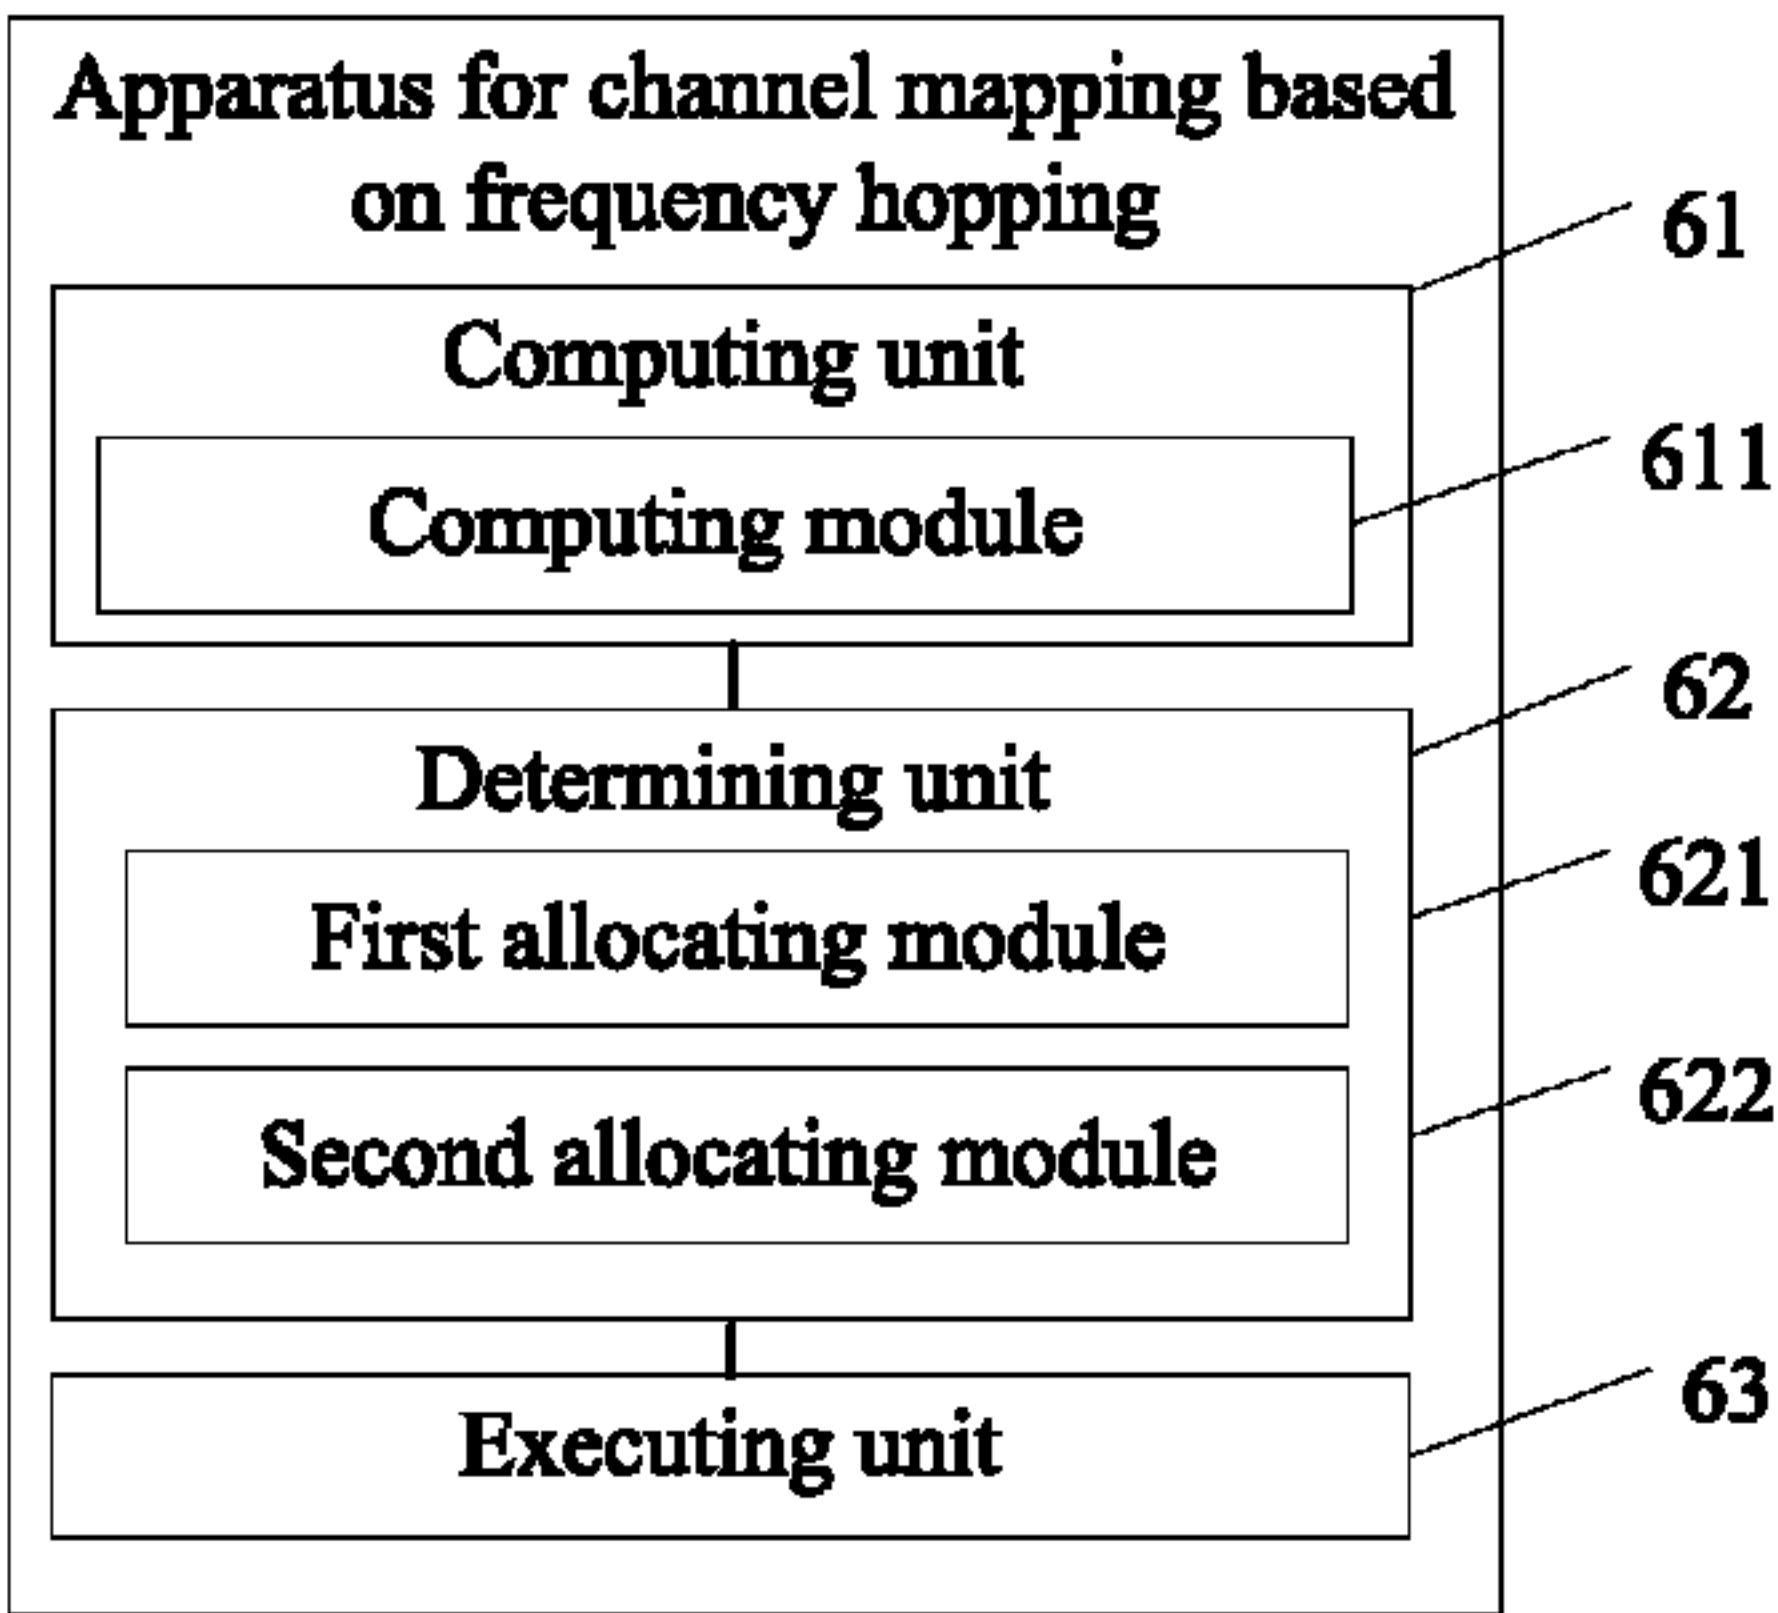 Apparatus for channel mapping based
on frequency hopping
61
Computing unit
611
Computing module
62
Determining unit
621
First allocating module
622
Second allocating module
63
Executing unit